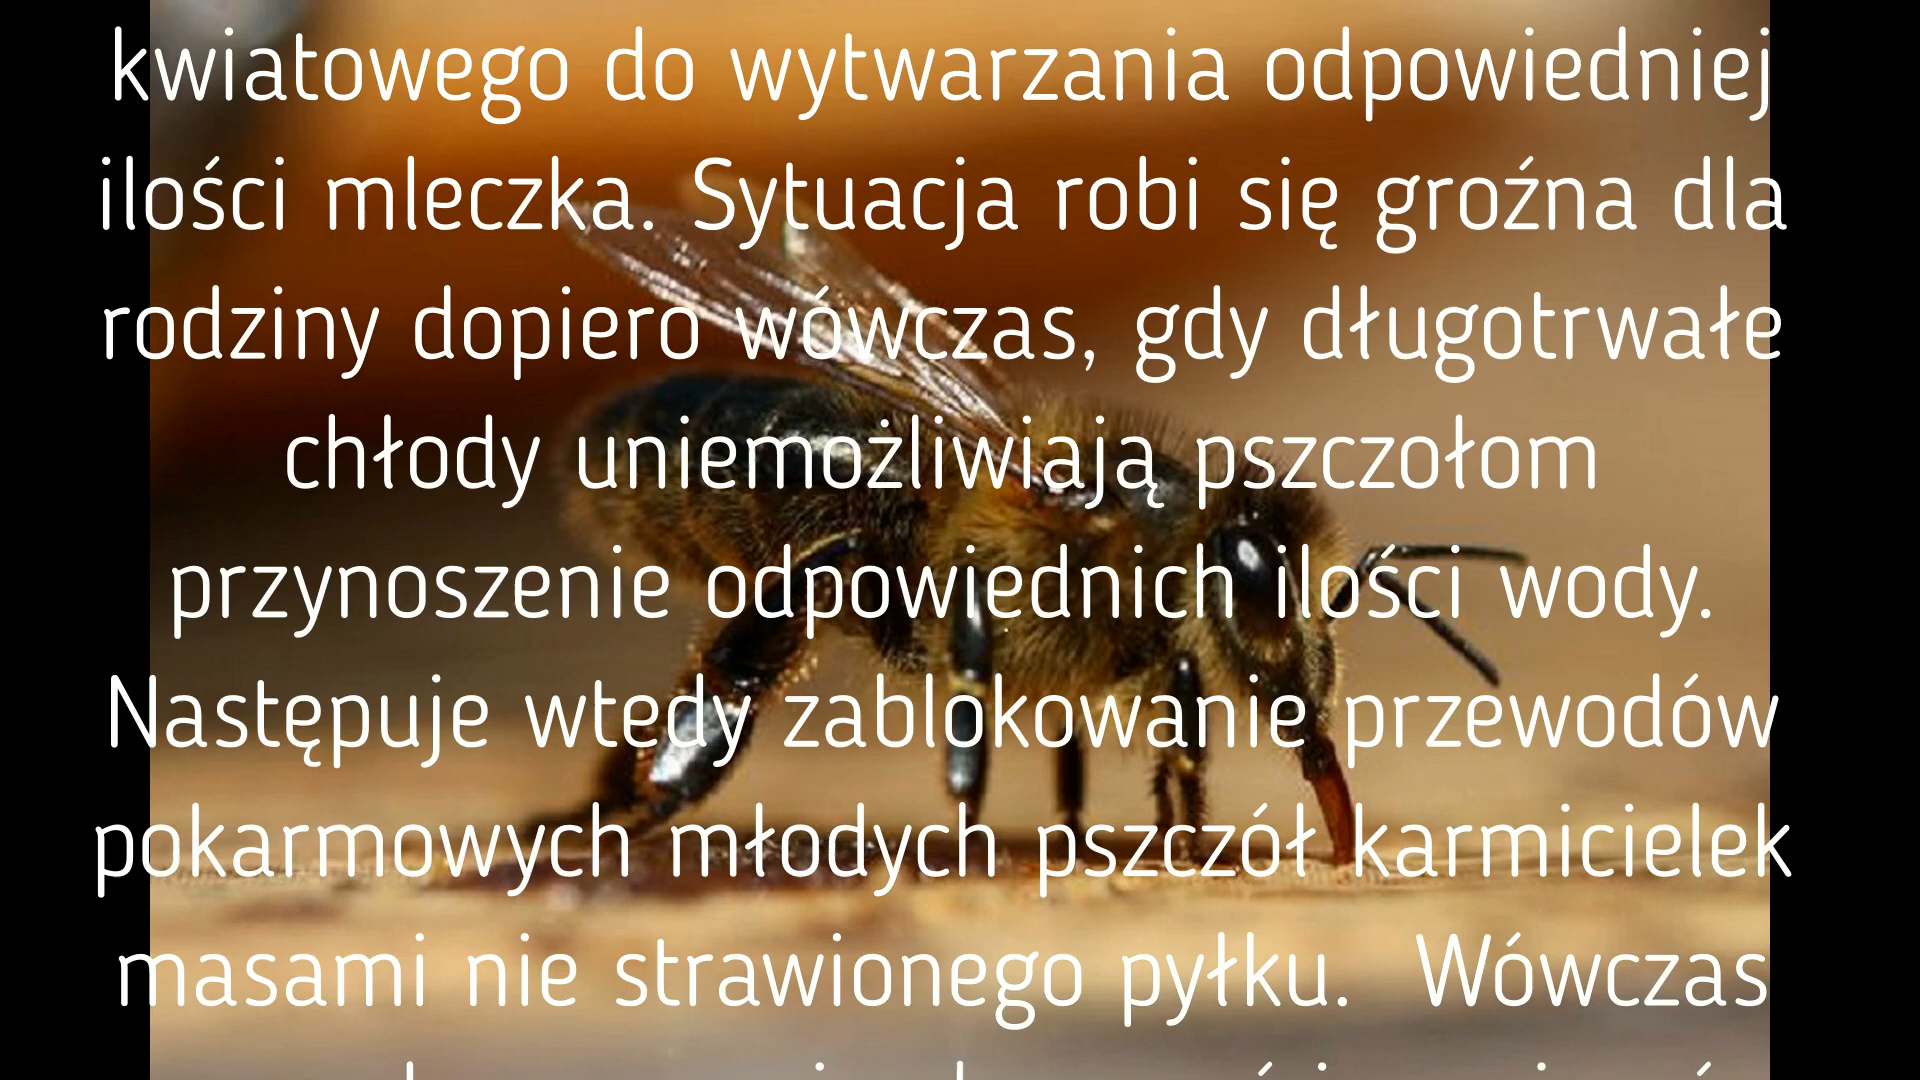 kwiatowego do wytwarzania odpowiedniej
ilości mleczka. Sytuacja robi się groźna dla
rodziny dopiero wówczas, gdy długotrwałe
chłody uniemożliwiają pszczołom
przynoszenie odpowiednich ilości wody.
Następuje wtedy zablokowanie przewodów
pokarmowych młodych pszczół karmicielek
masami nie strawionego pyłku. Wówczas